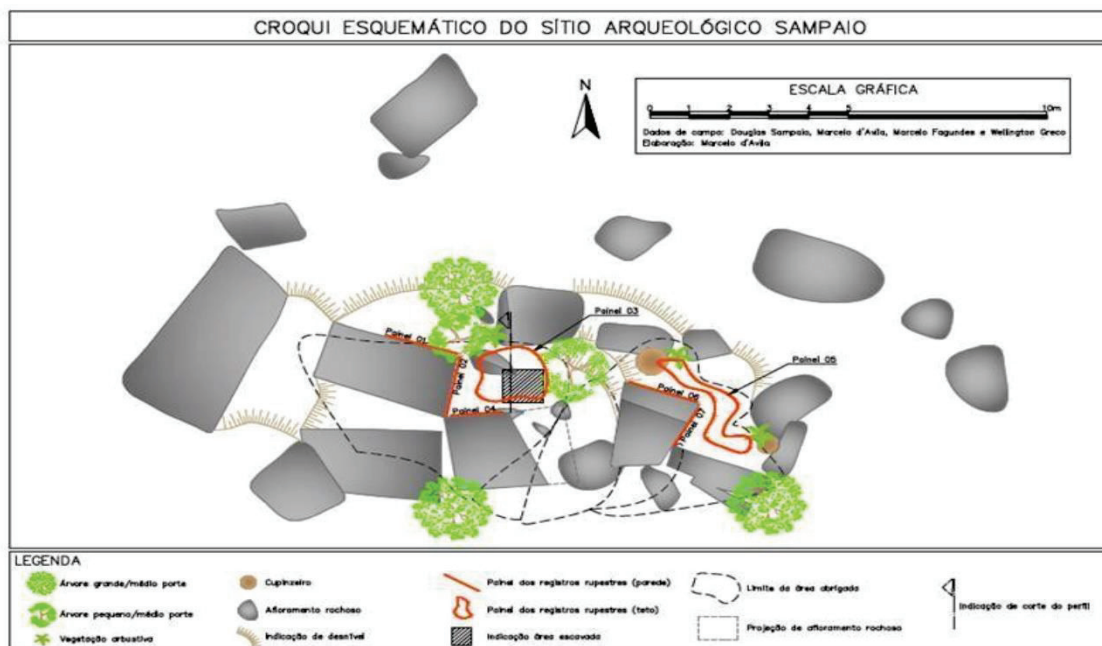 CROQUI ESQUEMÁTICO DO SÍTIO ARQUEOLÓGICO SAMPAIO
N
ESCALA GRÁFICA
0 1 2 3 4 5 10m
Dados de campo: Douglas Sampaio, Marcelo d'Avila, Marcelo Fagundes e Wellington Greco
Elaboração: Marcelo d'Avila
Painel 03
Painel 01
Painel 02
Painel 04
Painel 05
Painel 06
Painel 07
LEGENDA
Árvore grande/médio porte
Árvore pequeno/médio porte
Vegetação arbustiva
Cupinzeiro
Afloramento rochoso
Indicação de desnível
Painel dos registros rupestres (parede)
Painel dos registros rupestres (teto)
Indicação área escavada
Limite da área abrigada
Projeção de afloramento rochoso
Indicação de corte do perfil